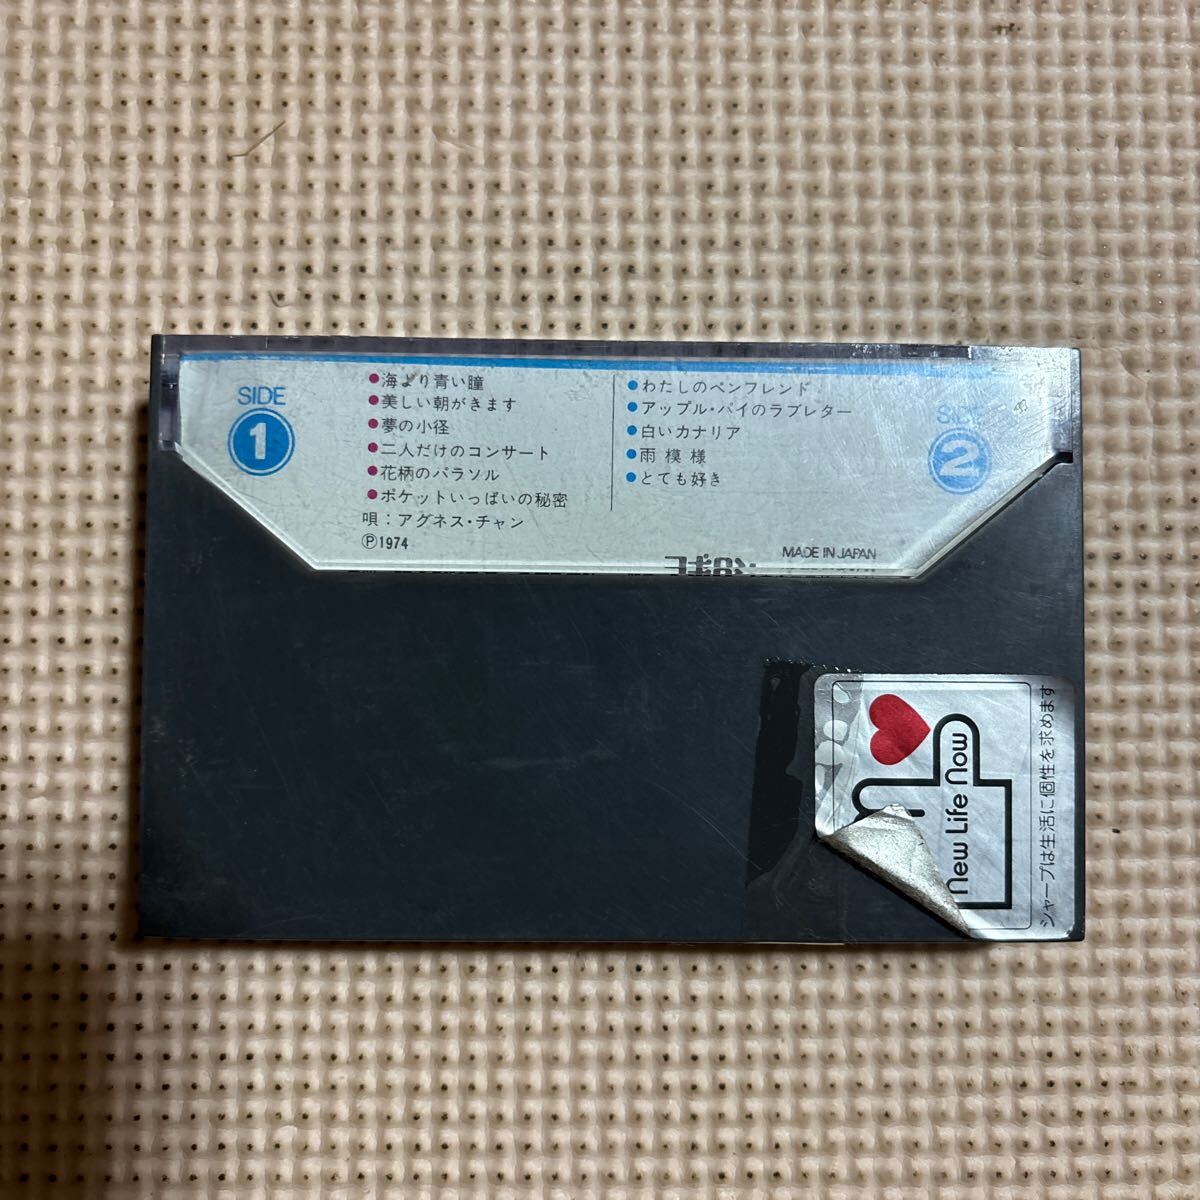 SIDE
1
●海より青い瞳
●美しい朝がきます
●夢の小径
●二人だけのコンサート
●花柄のパラソル
●ポケットいっぱいの秘密
唄：アグネス・チャン
Ⓟ1974
●わたしのペンフレンド
●アップル・パイのラブレター
●白いカナリア
●雨模様
●とても好き
SIDE
2
MADE IN JAPAN
New Life Now
シャープは生活に個性を求めます